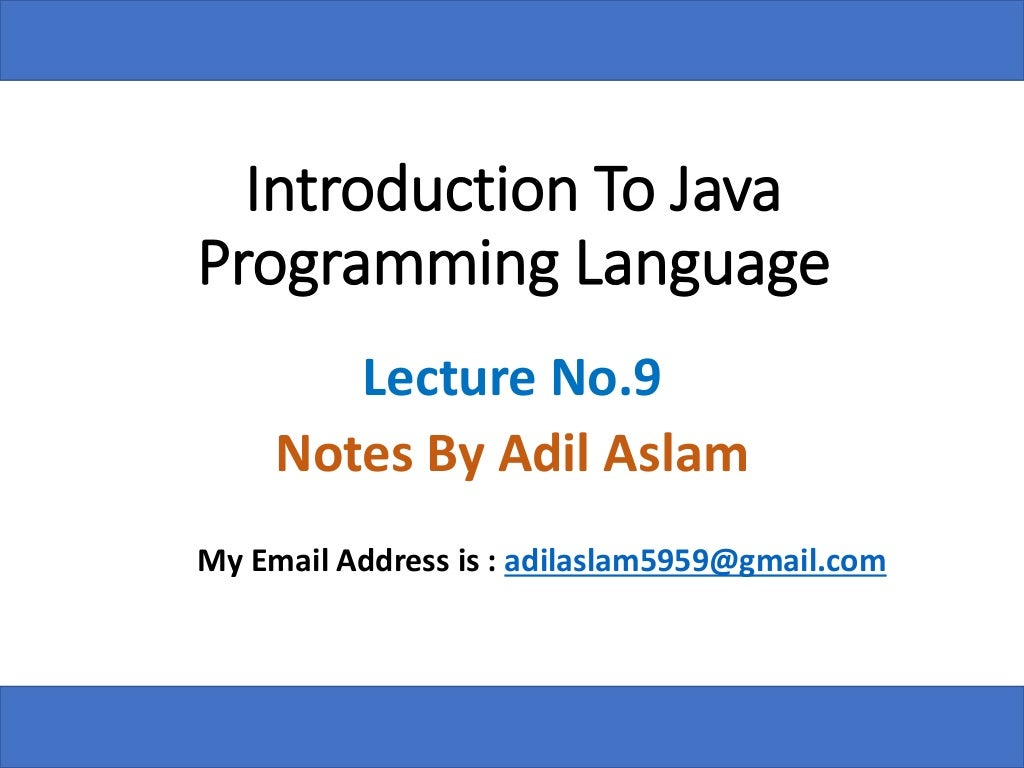 Introduction To Java
Programming Language
Lecture No.9
Notes By Adil Aslam
My Email Address is : adilaslam5959@gmail.com